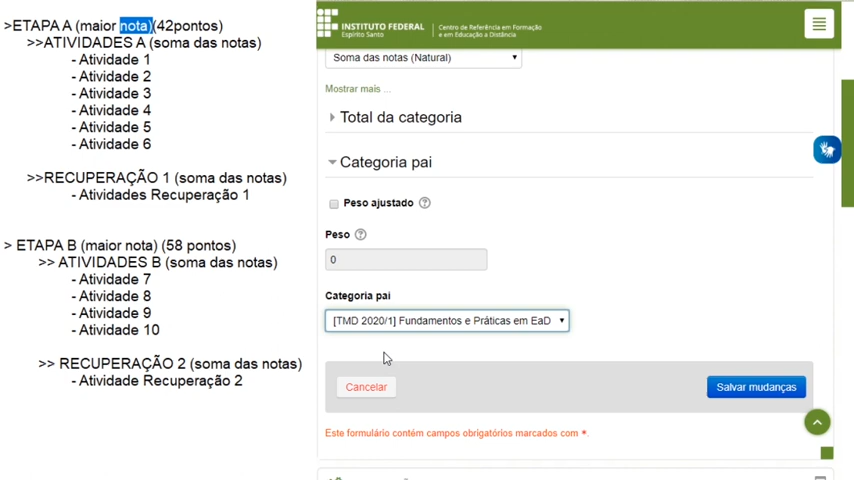 >ETAPA A (maior nota)(42pontos)
>>ATIVIDADES A (soma das notas)
- Atividade 1
- Atividade 2
- Atividade 3
- Atividade 4
- Atividade 5
- Atividade 6
>>RECUPERAÇÃO 1 (soma das notas)
- Atividades Recuperação 1
> ETAPA B (maior nota) (58 pontos)
>> ATIVIDADES B (soma das notas)
- Atividade 7
- Atividade 8
- Atividade 9
- Atividade 10
>> RECUPERAÇÃO 2 (soma das notas)
- Atividade Recuperação 2
INSTITUTO FEDERAL
Espírito Santo
Centro de Referência em Formação
e em Educação a Distância
Soma das notas (Natural)
Mostrar mais ...
Total da categoria
Categoria pai
Peso ajustado
Peso
0
Categoria pai
[TMD 2020/1] Fundamentos e Práticas em EaD
Cancelar
Salvar mudanças
Este formulário contém campos obrigatórios marcados com *.